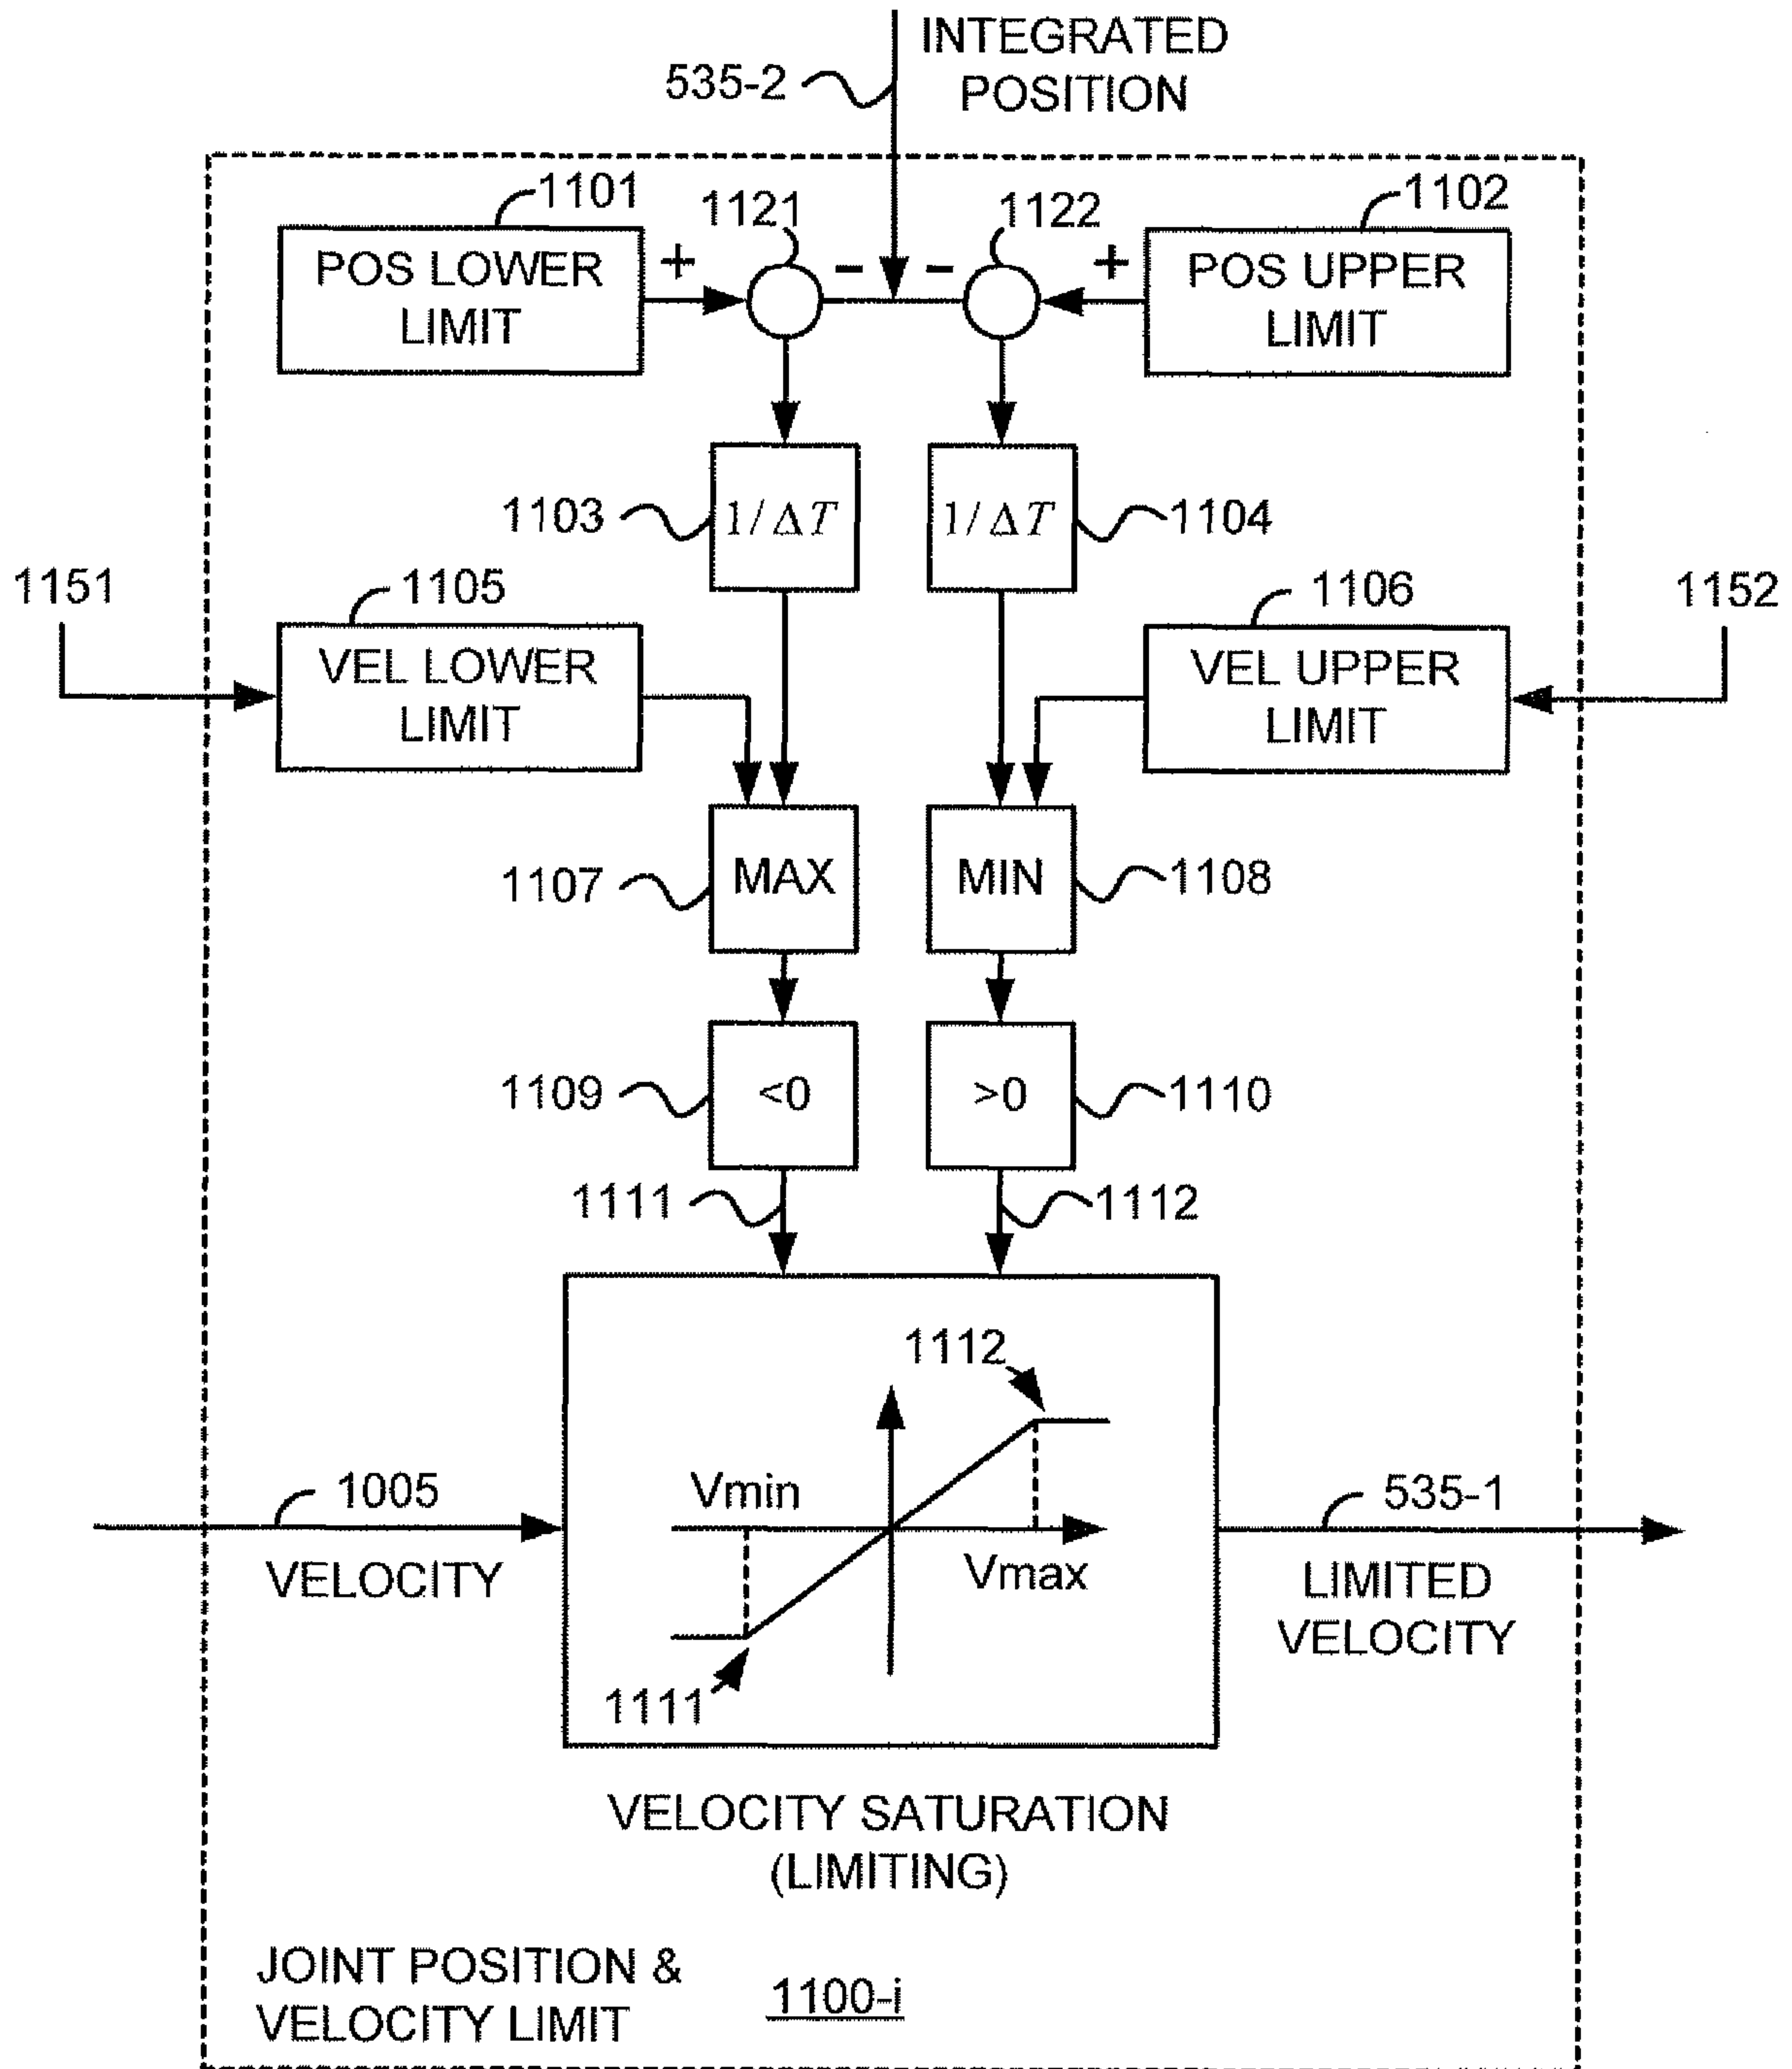 INTEGRATED
POSITION
535-2
1101
1121
1122
1102
POS LOWER
LIMIT
+
-
-
+
POS UPPER
LIMIT
1103
1/ΔT
1/ΔT
1104
1151
1105
1106
1152
VEL LOWER
LIMIT
VEL UPPER
LIMIT
1107
MAX
MIN
1108
1109
<0
>0
1110
1111
1112
1112
1005
Vmin
535-1
VELOCITY
Vmax
LIMITED
VELOCITY
1111
VELOCITY SATURATION
(LIMITING)
JOINT POSITION &
VELOCITY LIMIT
1100-i